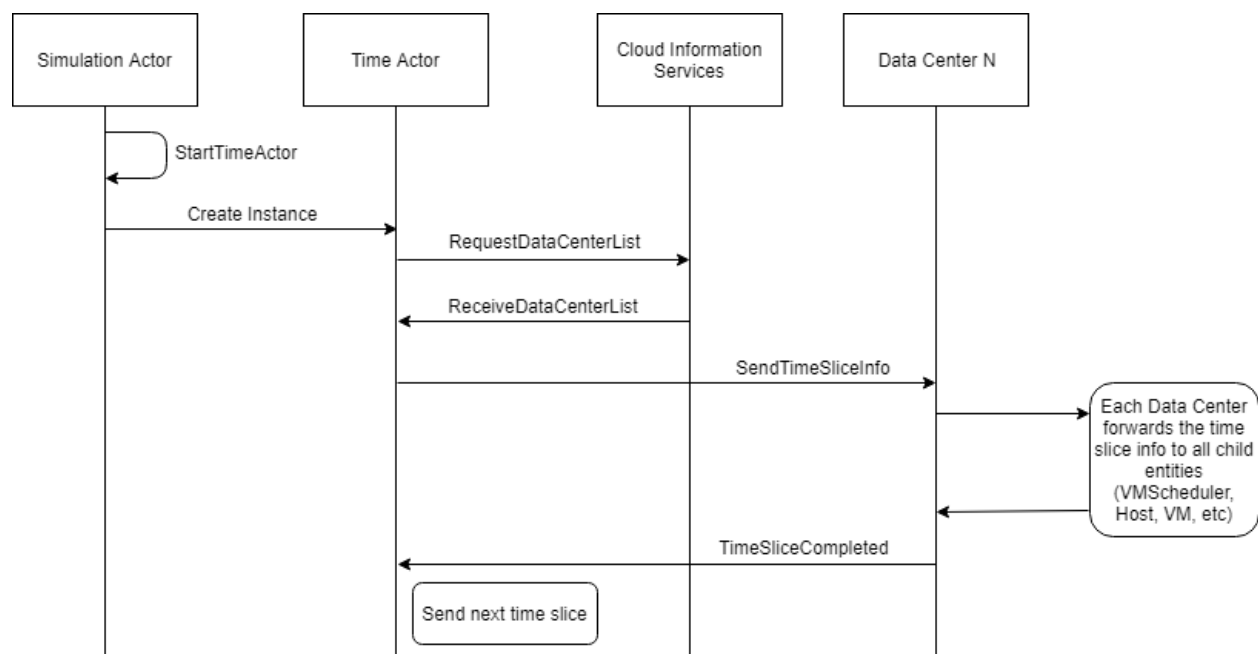 Simulation Actor
Time Actor
Cloud Information
Services
Data Center N
StartTimeActor
Create Instance
RequestDataCenterList
ReceiveDataCenterList
SendTimeSliceInfo
Each Data Center
forwards the time
slice info to all child
entities
(VMScheduler,
Host, VM, etc)
TimeSliceCompleted
Send next time slice